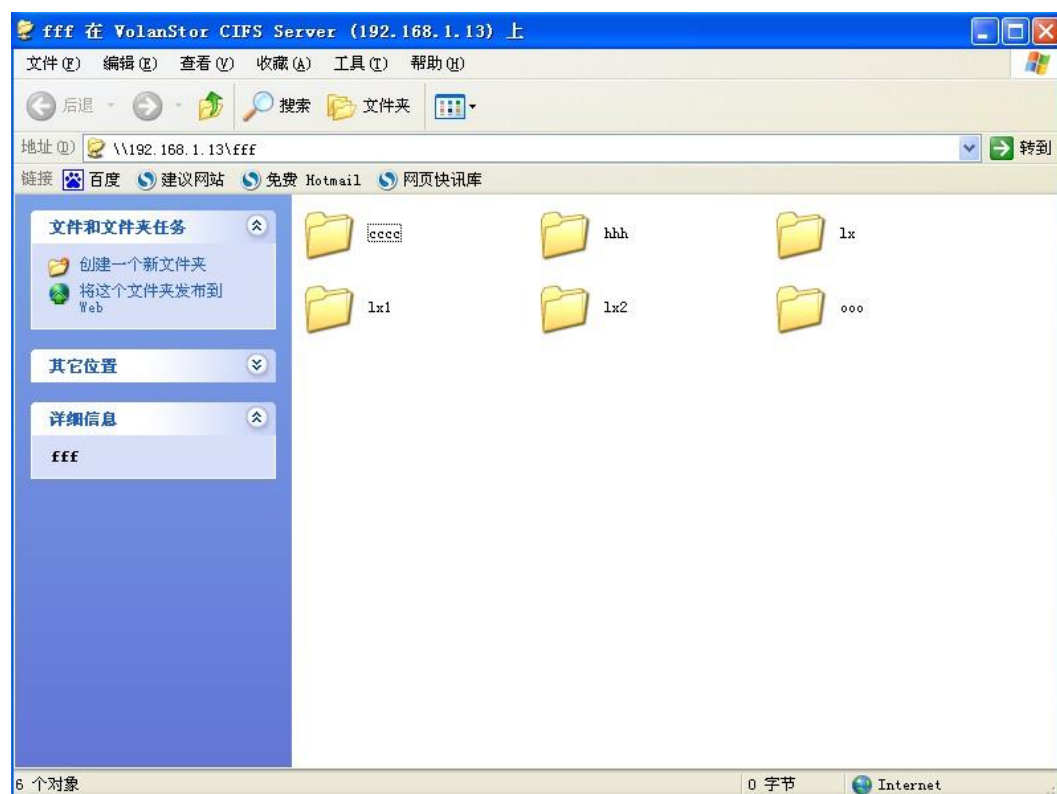 fff 在 VolanStor CIFS Server (192.168.1.13) 上
文件(F) 编辑(E) 查看(V) 收藏(A) 工具(T) 帮助(H)
后退 搜索 文件夹
地址(D) \\192.168.1.13\fff 转到
链接 百度 建议网站 免费 Hotmail 网页快讯库
文件和文件夹任务
创建一个新文件夹
将这个文件夹发布到
Web
其它位置
详细信息
fff
cccc hhh lx
lx1 lx2 ooo
6 个对象 0 字节 Internet